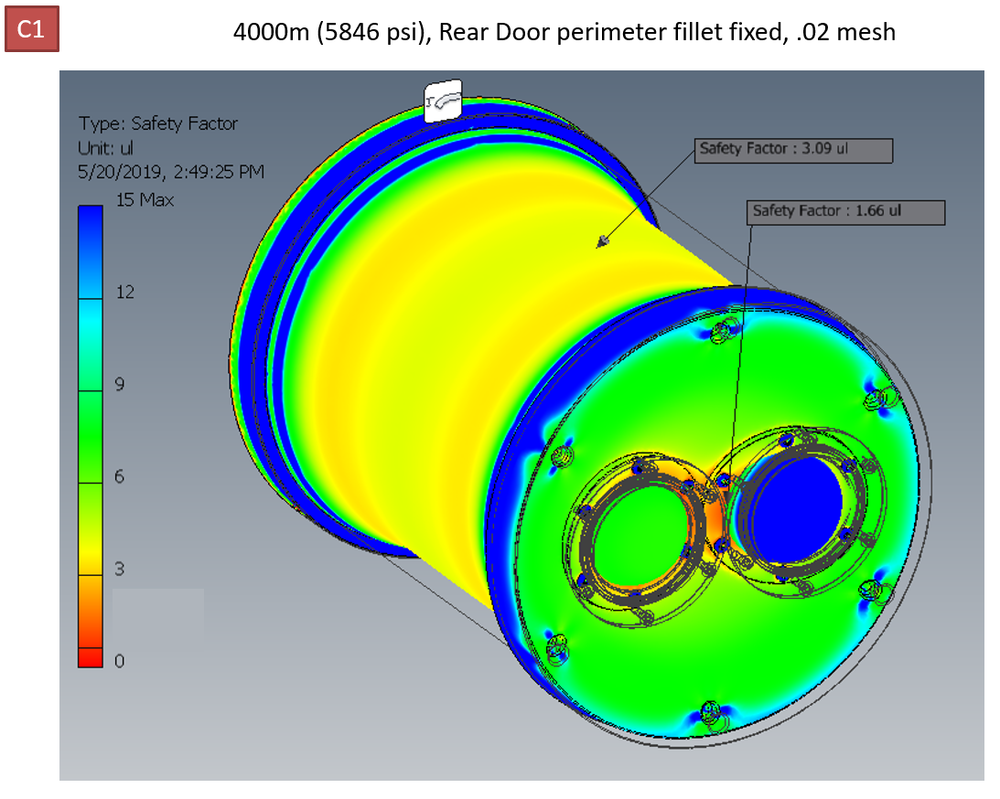 C1
4000m (5846 psi), Rear Door perimeter fillet fixed, .02 mesh
Type: Safety Factor
Unit: ul
5/20/2019, 2:49:25 PM
15 Max
12
9
6
3
0
Safety Factor : 3.09 ul
Safety Factor : 1.66 ul